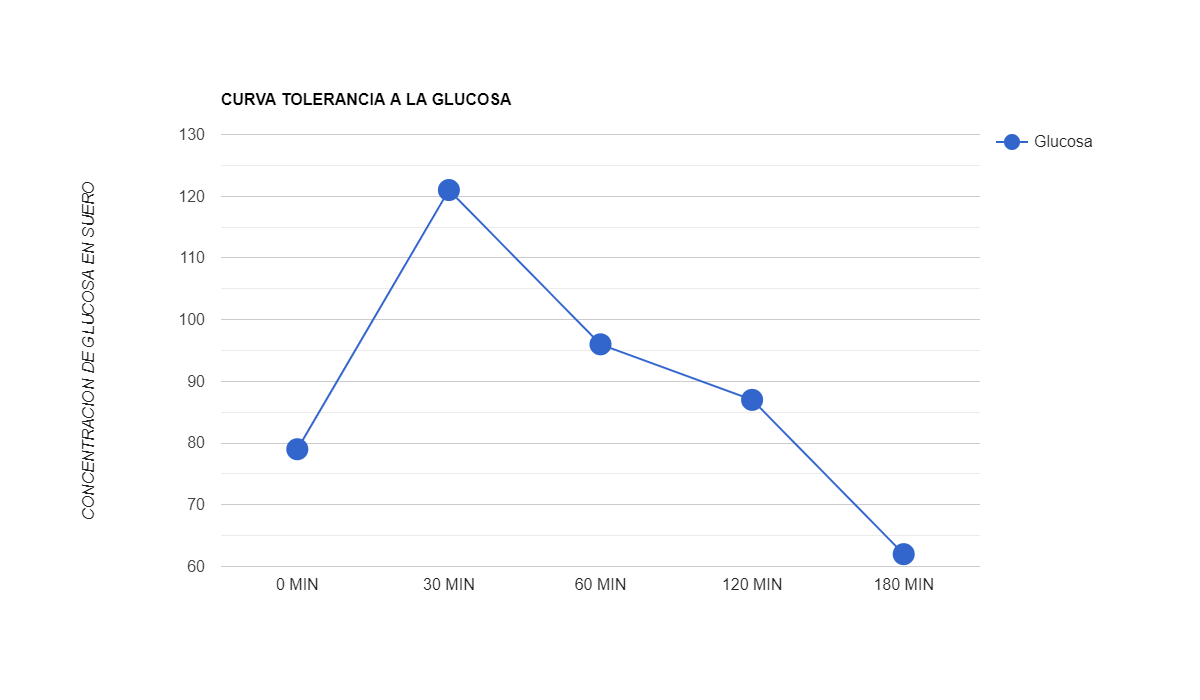 CURVA TOLERANCIA A LA GLUCOSA
Glucosa
CONCENTRACION DE GLUCOSA EN SUERO
130
120
110
100
90
80
70
60
0 MIN
30 MIN
60 MIN
120 MIN
180 MIN